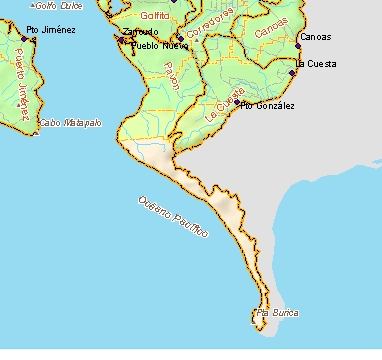 Golfo Dulce
Golfito
Corredores
Canoas
Pto Jiménez
Zancudo
Pueblo Nuevo
Canoas
La Cuesta
Puerto Jiménez
Pavon
La Cuesta
Pto González
Cabo Matapalo
Océano Pacífico
Pta Burica